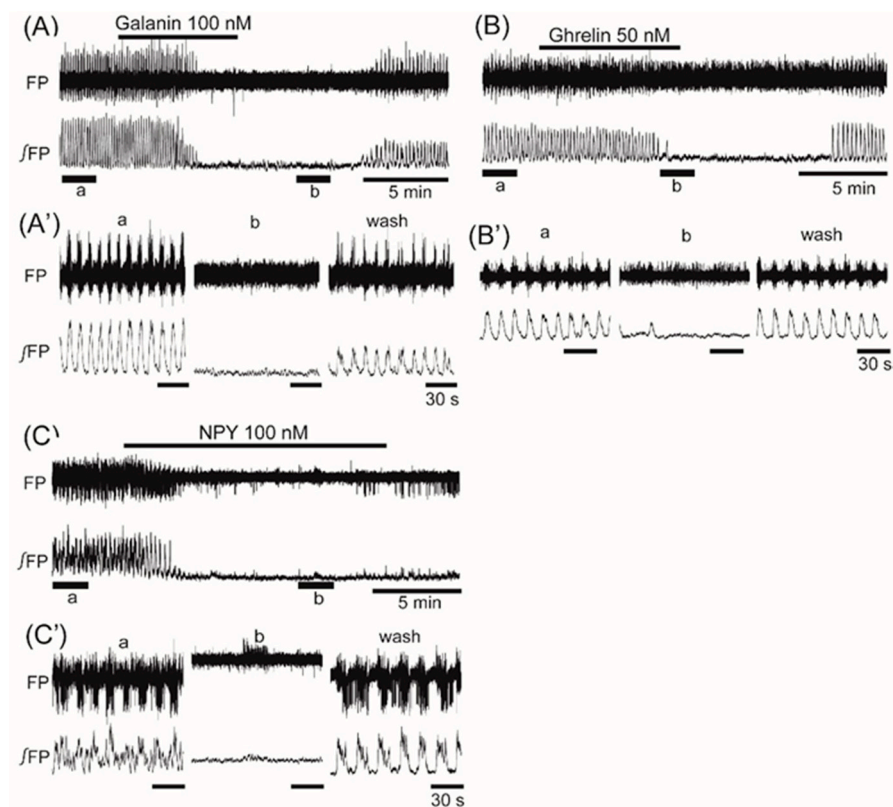 (A)
Galanin 100 nM
FP
∫FP
a
b
5 min
(B)
Ghrelin 50 nM
a
b
5 min
(A')
a
b
wash
FP
∫FP
30 s
(B')
a
b
wash
30 s
(C)
NPY 100 nM
FP
∫FP
a
b
5 min
(C')
a
b
wash
FP
∫FP
30 s